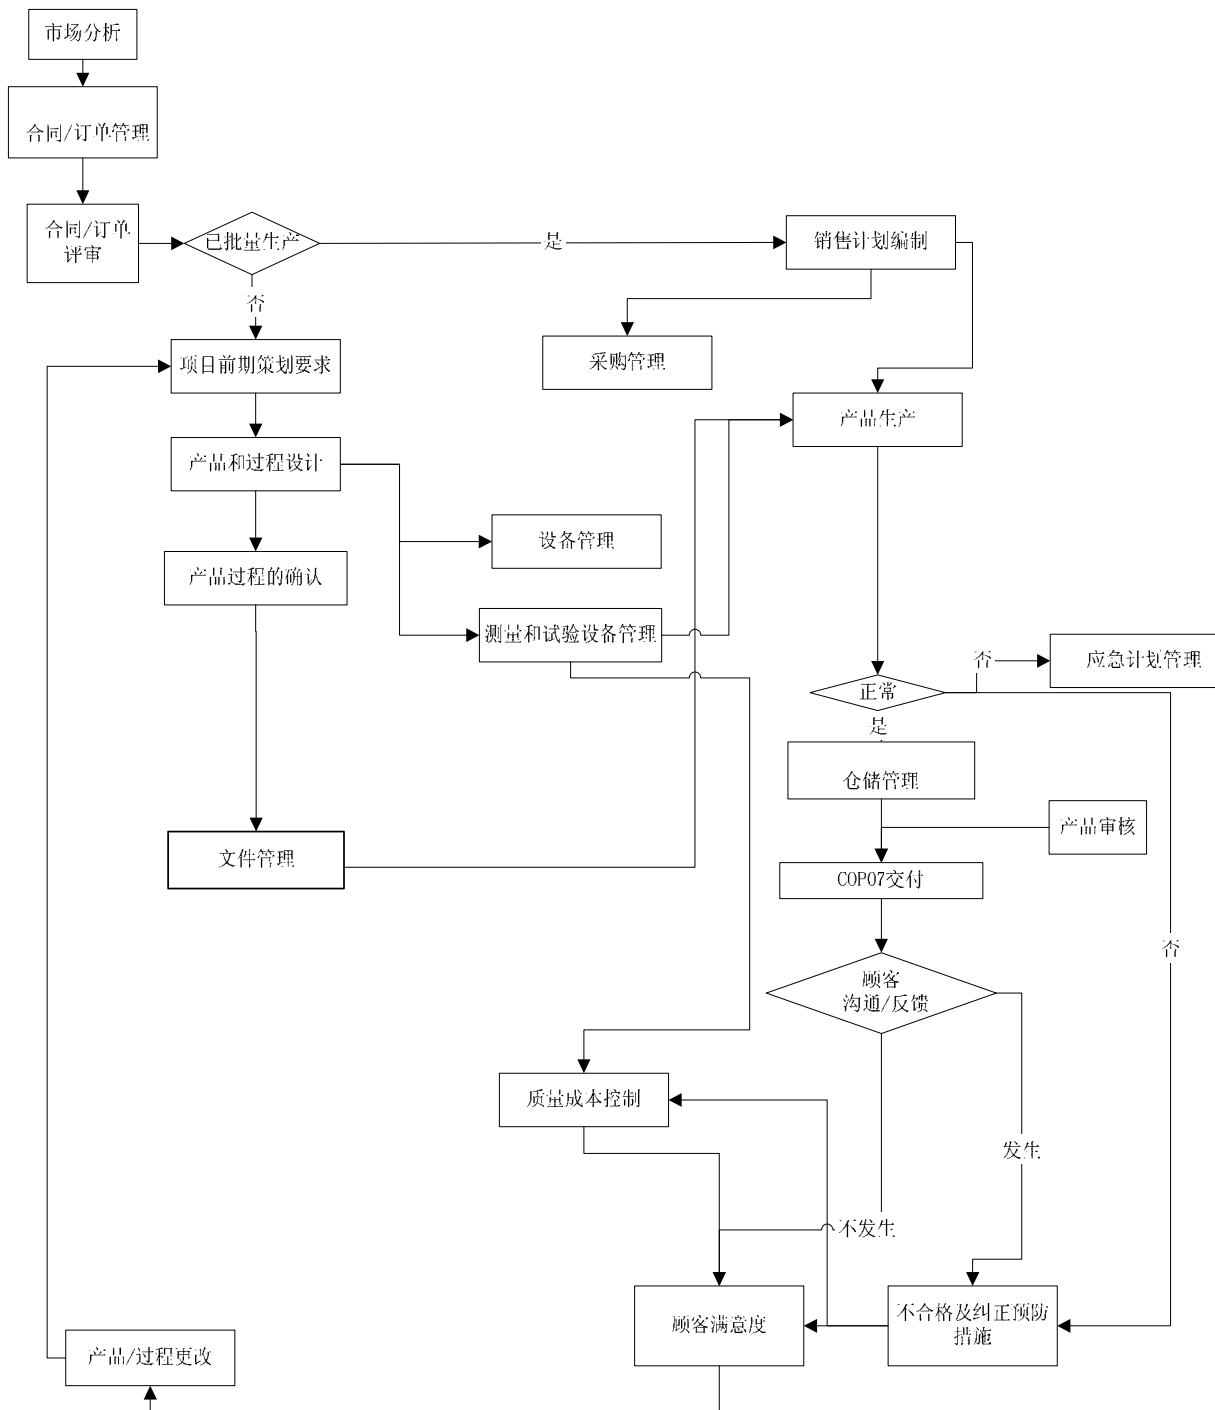 市场分析
合同/订单管理
合同/订单
评审
已批量生产
是
销售计划编制
否
采购管理
项目前期策划要求
产品生产
产品和过程设计
设备管理
产品过程的确认
测量和试验设备管理
否
应急计划管理
正常
是
仓储管理
产品审核
文件管理
COP07交付
否
顾客
沟通/反馈
质量成本控制
发生
不发生
顾客满意度
不合格及纠正预防
措施
产品/过程更改